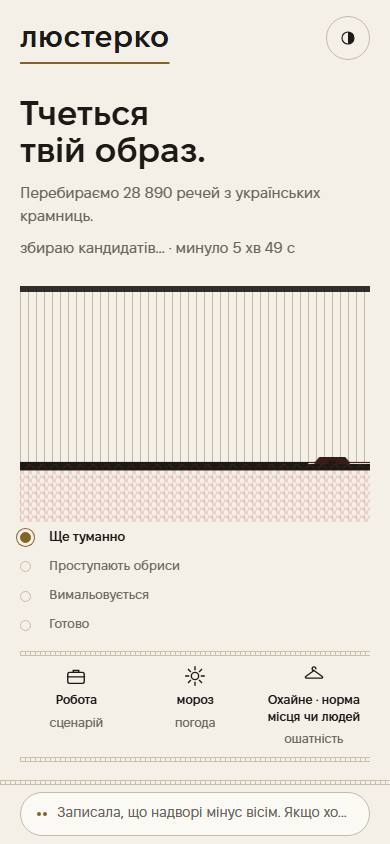 люстерко
Тчеться
твій образ.
Перебираємо 28 890 речей з українських
крамниць.
збираю кандидатів... · минуло 5 хв 49 с
Ще туманно
Проступають обриси
Вимальовується
Готово
Робота
сценарій
мороз
погода
Охайне · норма
місця чи людей
ошатність
Записала, що надворі мінус вісім. Якщо хо...